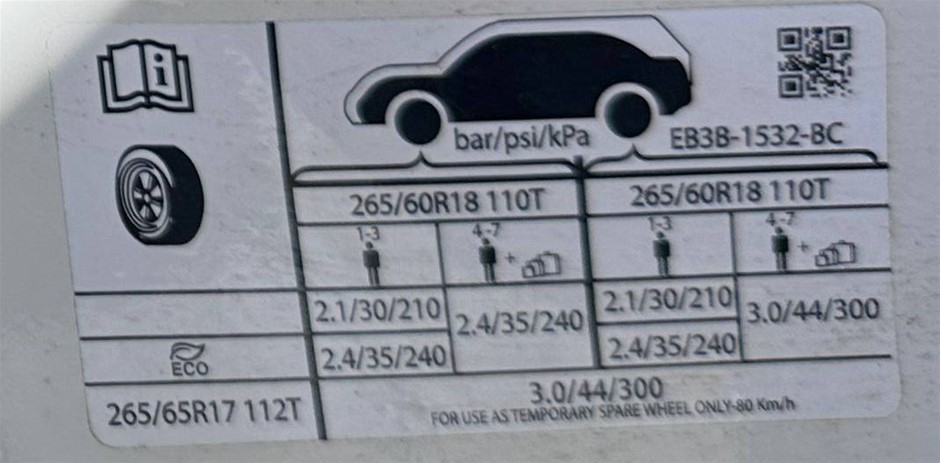 i
bar/psi/kPa
EB3B-1532-BC
265/60R18 110T
265/60R18 110T
1-3
4-7
+
1-3
4-7
+
2.1/30/210
2.4/35/240
2.1/30/210
3.0/44/300
ECO
2.4/35/240
2.4/35/240
265/65R17 112T
3.0/44/300
FOR USE AS TEMPORARY SPARE WHEEL ONLY-80 Km/h